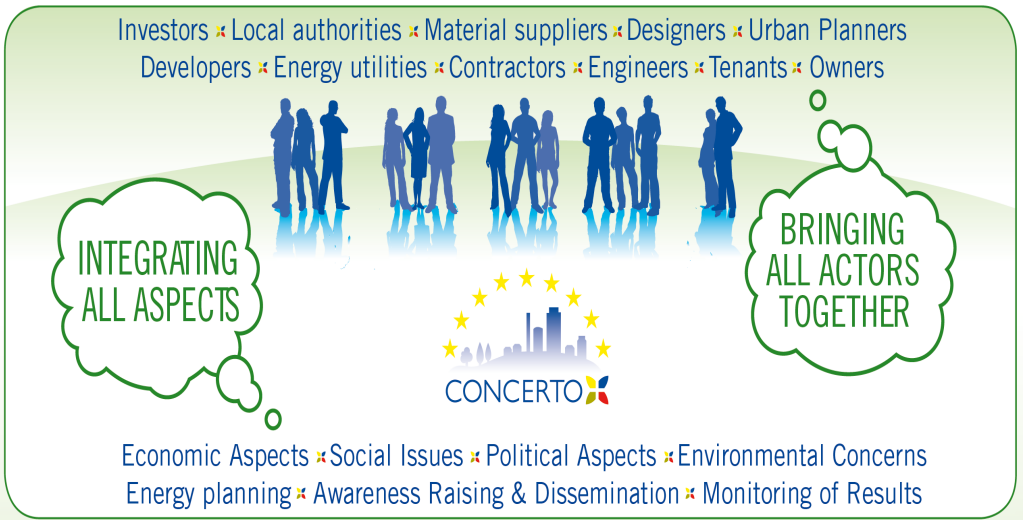 Investors Local authorities Material suppliers Designers Urban Planners
Developers Energy utilities Contractors Engineers Tenants Owners
INTEGRATING
ALL ASPECTS
BRINGING
ALL ACTORS
TOGETHER
CONCERTO
Economic Aspects Social Issues Political Aspects Environmental Concerns
Energy planning Awareness Raising & Dissemination Monitoring of Results